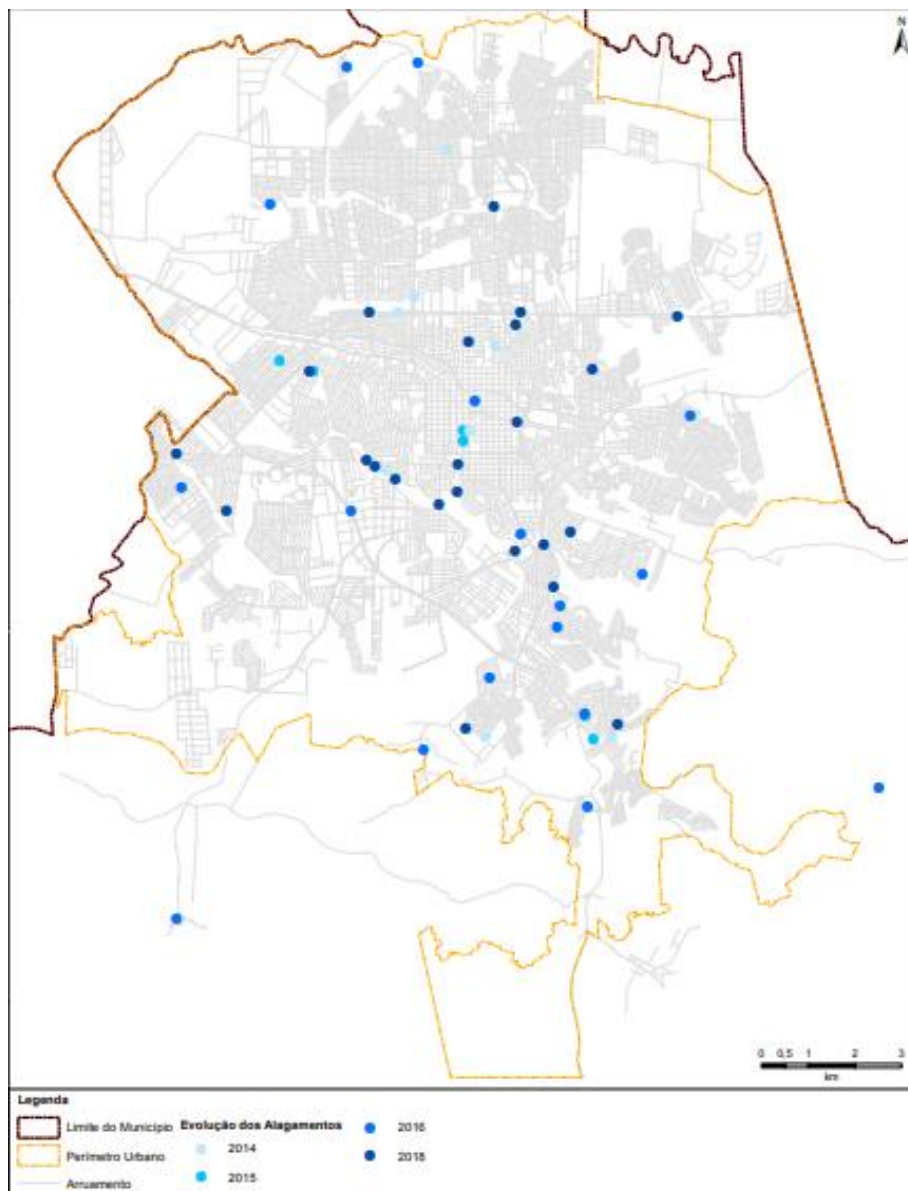 N
0 0,5 1 2 3
km
Legenda
Limite do Município
Perímetro Urbano
Arruamento
Evolução dos Alagamentos
2014
2015
2016
2018